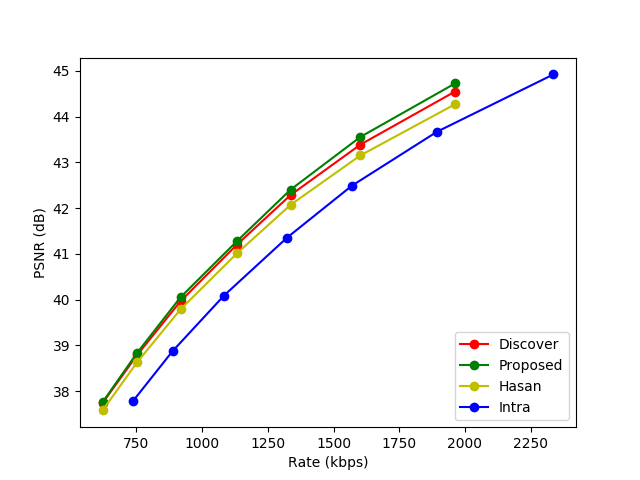 45
44
43
42
41
40
39
38
PSNR (dB)
750
1000
1250
1500
1750
2000
2250
Rate (kbps)
Discover
Proposed
Hasan
Intra